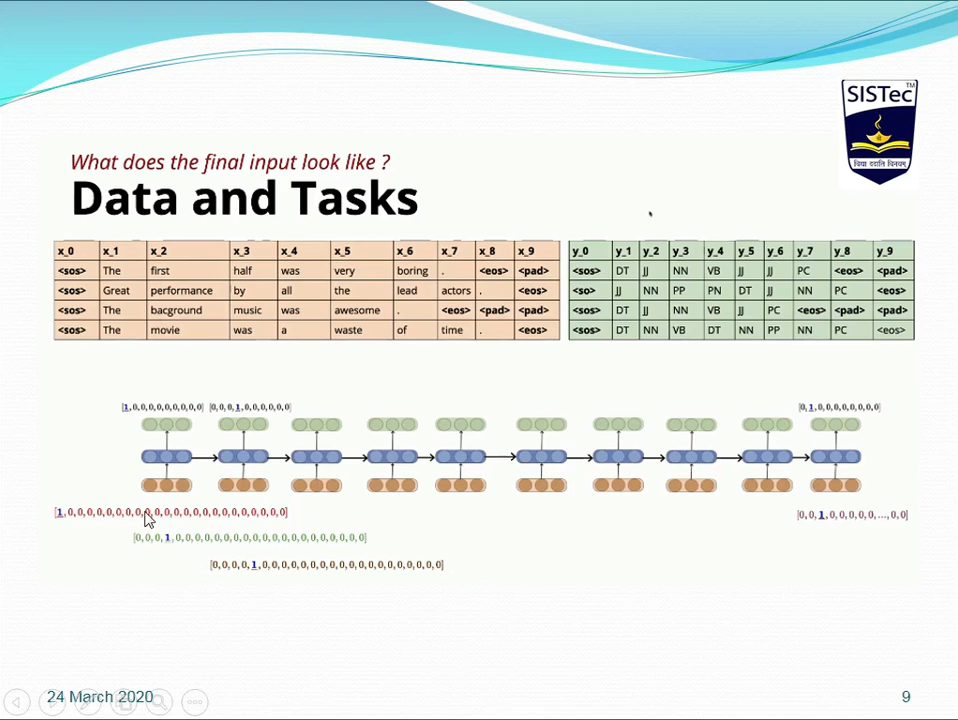 SISTec™
विद्या ददाति विनयम्
What does the final input look like ?
Data and Tasks
x_0 x_1 x_2 x_3 x_4 x_5 x_6 x_7 x_8 x_9
<sos> The first half was very boring . <eos> <pad>
<sos> Great performance by all the lead actors . <eos>
<sos> The bacground music was awesome . <eos> <pad> <pad>
<sos> The movie was a waste of time . <eos>
y_0 y_1 y_2 y_3 y_4 y_5 y_6 y_7 y_8 y_9
<sos> DT JJ NN VB JJ JJ PC <eos> <pad>
<so> JJ NN PP PN DT JJ NN PC <eos>
<sos> DT JJ NN VB JJ PC <eos> <pad> <pad>
<sos> DT NN VB DT NN PP NN PC <eos>
[1,0,0,0,0,0,0,0,0,0] [0,0,0,1,0,0,0,0,0,0] [0,1,0,0,0,0,0,0,0,0]
[1,0,0,0,0,0,0,0,0,0,0,0,0,0,0,0,0,0,0,0,0,0,0,0] [0,0,1,0,0,0,0,0,...,0,0]
[0,0,0,1,0,0,0,0,0,0,0,0,0,0,0,0,0,0,0,0,0,0,0,0]
[0,0,0,0,1,0,0,0,0,0,0,0,0,0,0,0,0,0,0,0,0,0,0,0]
24 March 2020 9